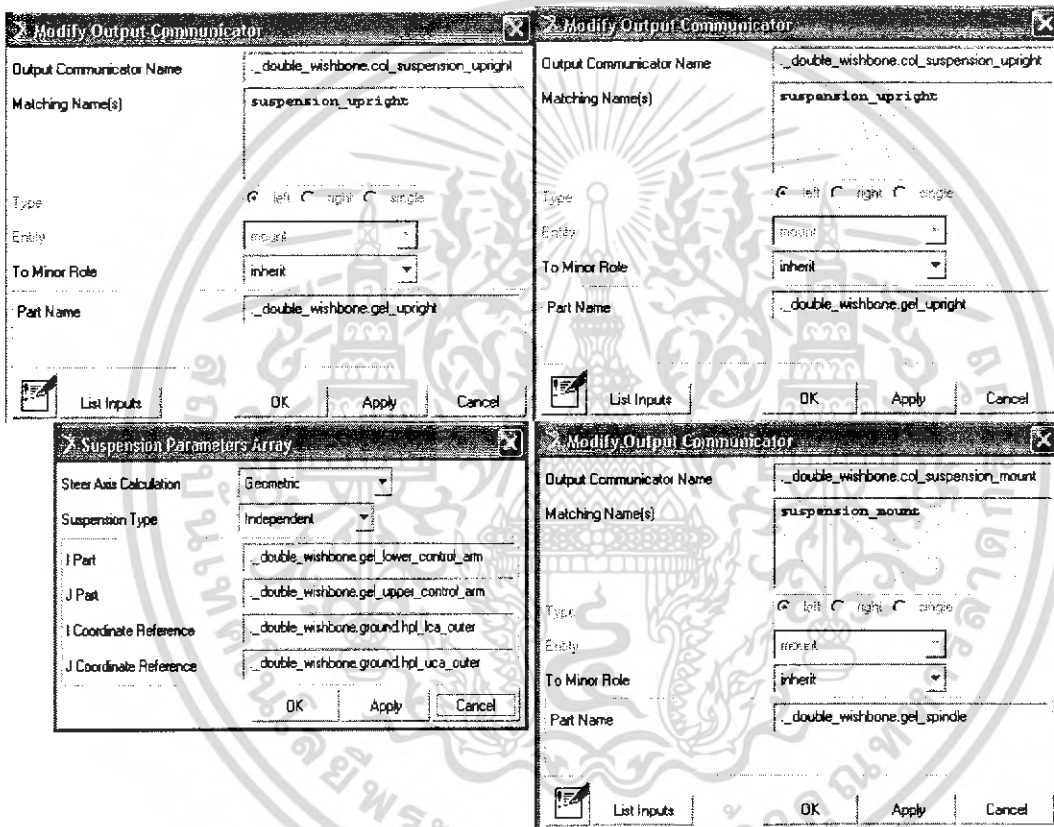 Modify Output Communicator
Output Communicator Name ._double_wishbone.col_suspension_upright
Matching Name(s) suspension_upright
Type left right single
Entity mount
To Minor Role inherit
Part Name ._double_wishbone.gel_upright
List Inputs OK Apply Cancel
Modify Output Communicator
Output Communicator Name ._double_wishbone.col_suspension_upright
Matching Name(s) suspension_upright
Type left right single
Entity mount
To Minor Role inherit
Part Name ._double_wishbone.gel_upright
List Inputs OK Apply Cancel
Suspension Parameters Array
Steer Axis Calculation Geometric
Suspension Type Independent
I Part ._double_wishbone.gel_lower_control_arm
J Part ._double_wishbone.gel_upper_control_arm
I Coordinate Reference ._double_wishbone.ground.hpl_lca_outer
J Coordinate Reference ._double_wishbone.ground.hpl_uca_outer
OK Apply Cancel
Modify Output Communicator
Output Communicator Name ._double_wishbone.col_suspension_mount
Matching Name(s) suspension_mount
Type left right single
Entity mount
To Minor Role inherit
Part Name ._double_wishbone.gel_spindle
List Inputs OK Apply Cancel